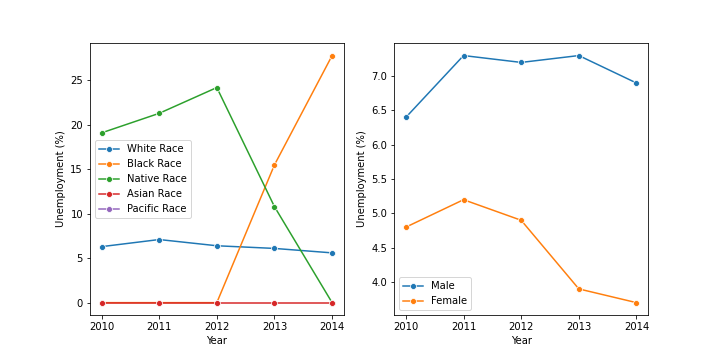 25
20
15
10
5
0
Unemployment (%)
White Race
Black Race
Native Race
Asian Race
Pacific Race
2010 2011 2012 2013 2014
Year
7.0
6.5
6.0
5.5
5.0
4.5
4.0
Unemployment (%)
Male
Female
2010 2011 2012 2013 2014
Year